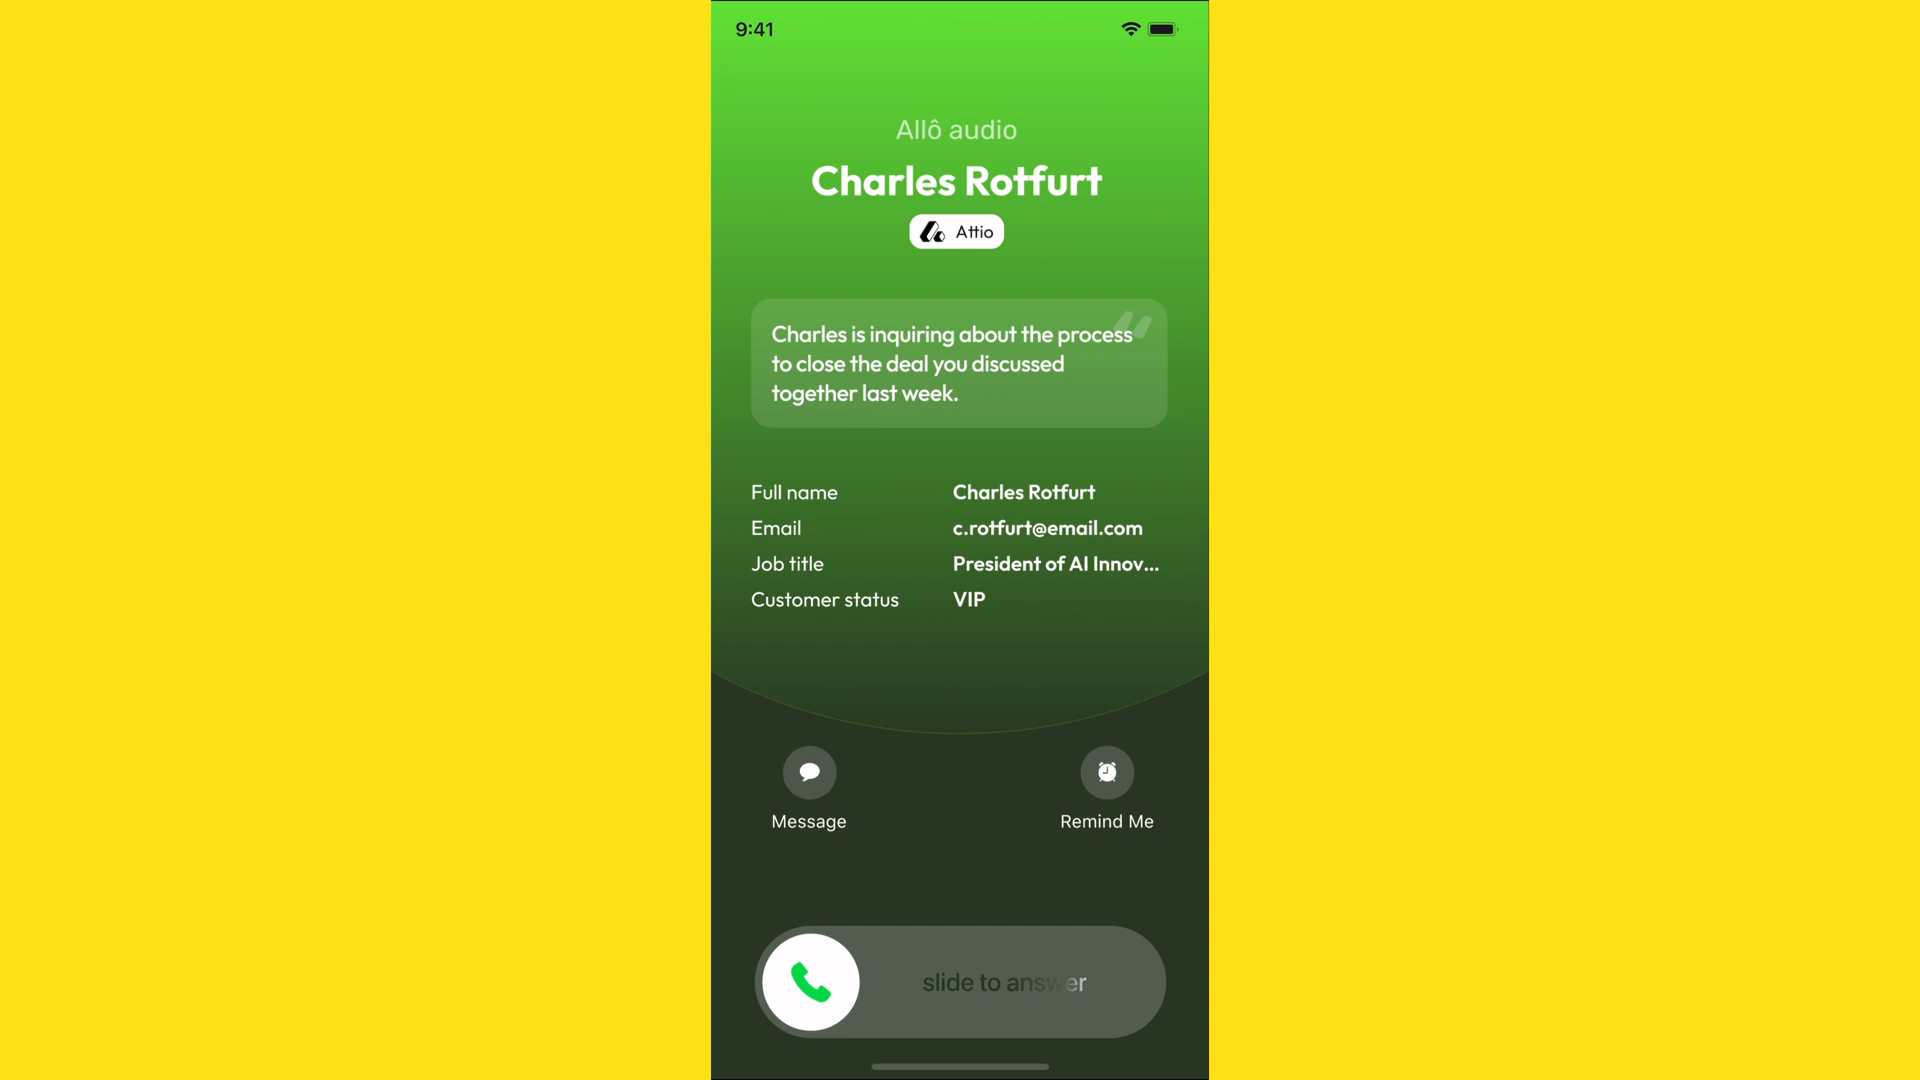 9:41
Allô audio
Charles Rotfurt
Attio
Charles is inquiring about the process
to close the deal you discussed
together last week.
Full name Charles Rotfurt
Email c.rotfurt@email.com
Job title President of AI Innov...
Customer status VIP
Message Remind Me
slide to answer